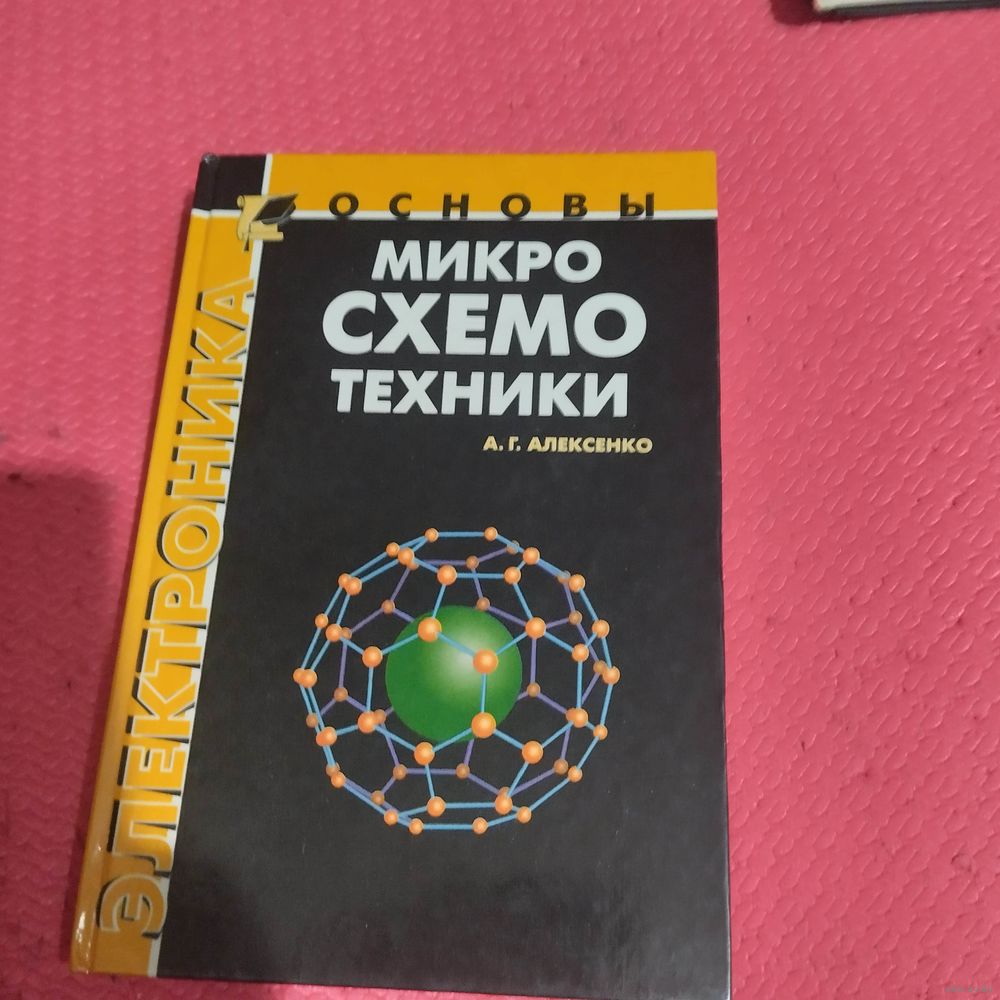 ОСНОВЫ
МИКРО
СХЕМО
ТЕХНИКИ
А. Г. АЛЕКСЕНКО
ЭЛЕКТРОНИКА